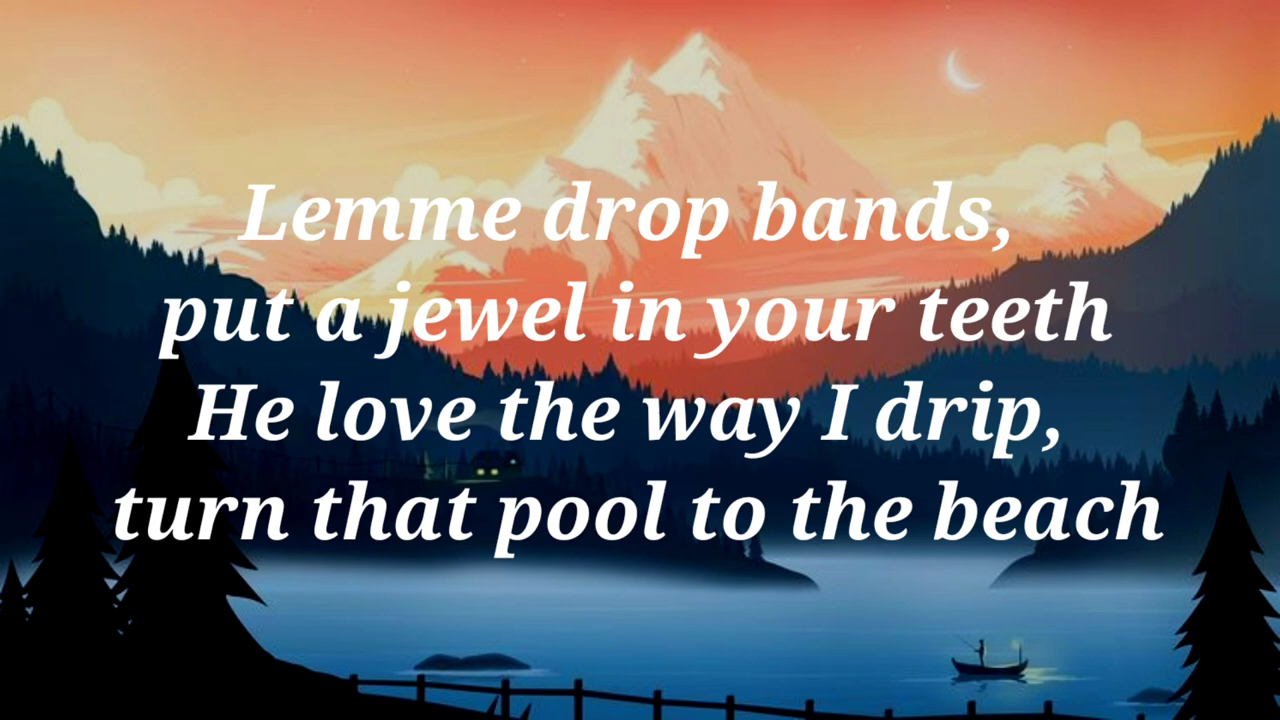 Lemme drop bands,
put a jewel in your teeth
He love the way I drip,
turn that pool to the beach